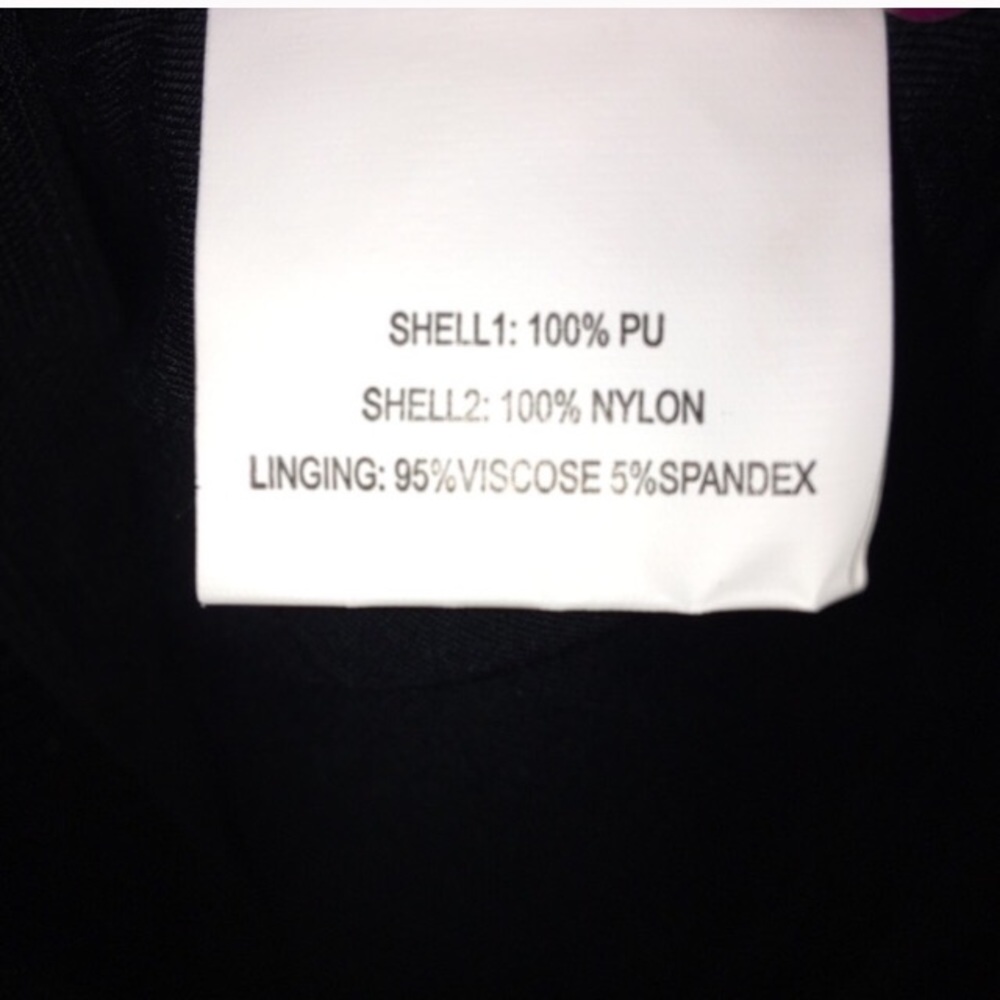 SHELL1: 100% PU
SHELL2: 100% NYLON
LINGING: 95%VISCOSE 5%SPANDEX